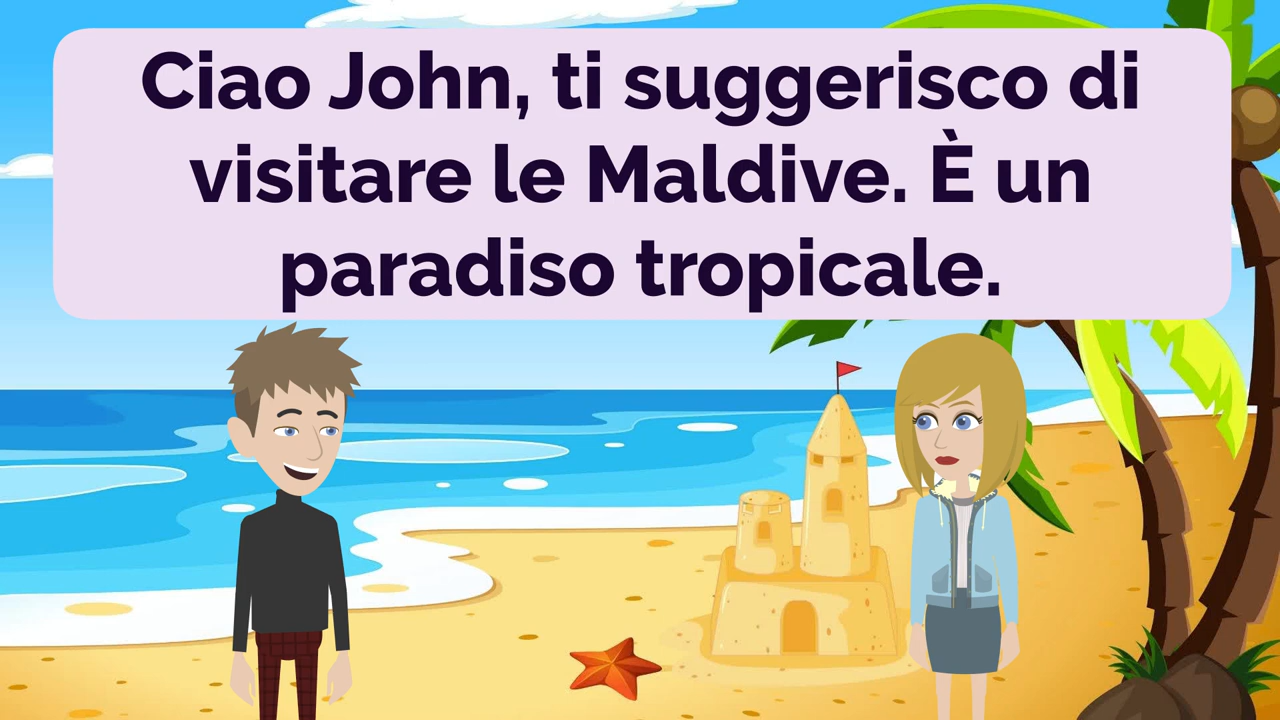 Ciao John, ti suggerisco di
visitare le Maldive. È un
paradiso tropicale.